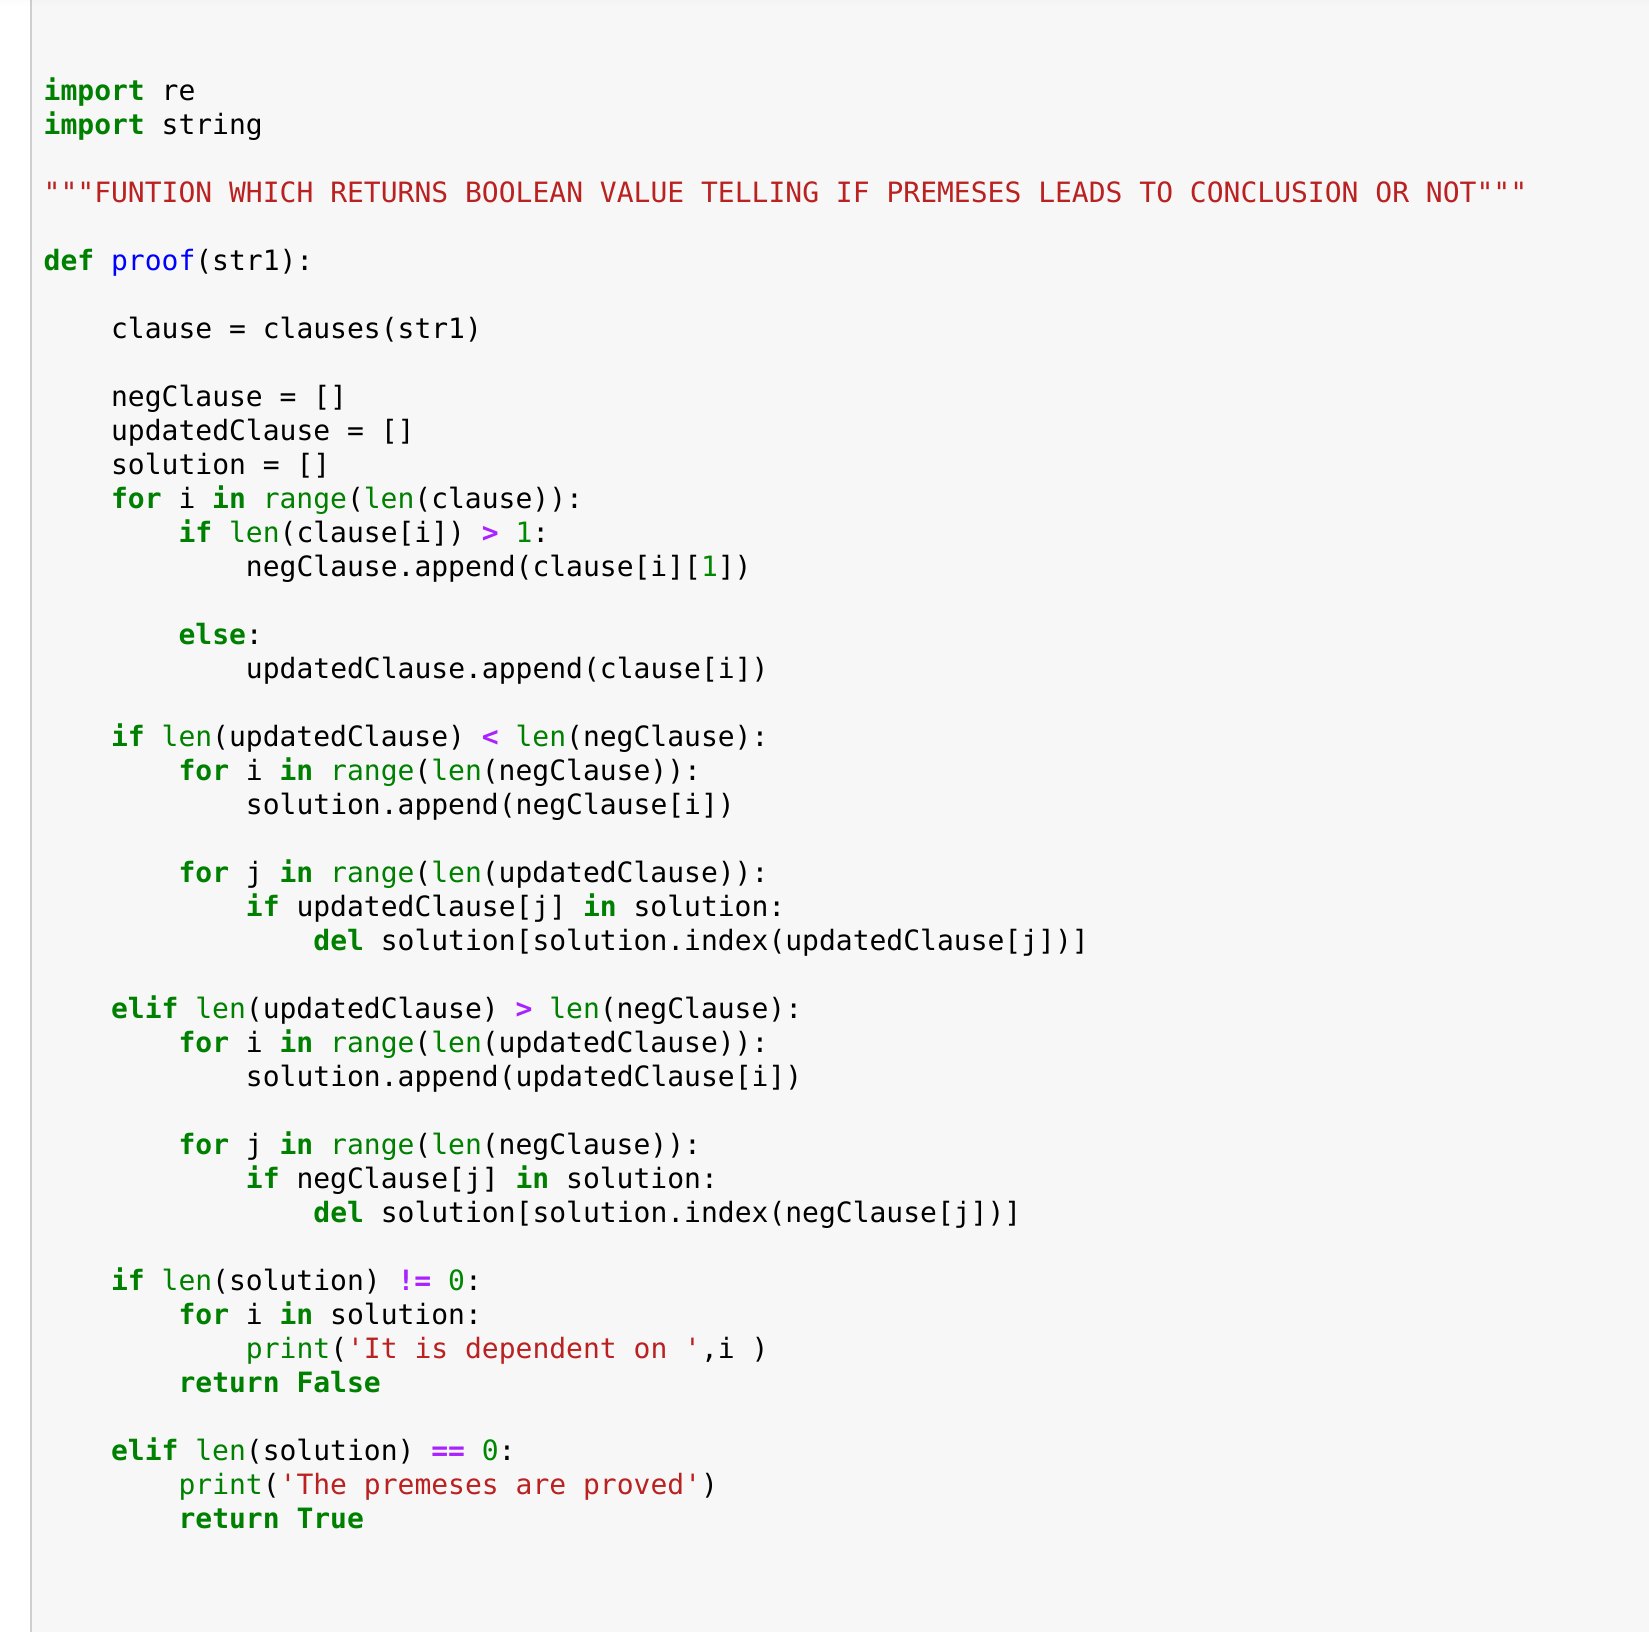 import re
import string
"""FUNTION WHICH RETURNS BOOLEAN VALUE TELLING IF PREMESES LEADS TO CONCLUSION OR NOT"""
def proof(str1):
    clause = clauses(str1)
    negClause = []
    updatedClause = []
    solution = []
    for i in range(len(clause)):
        if len(clause[i]) > 1:
            negClause.append(clause[i][1])
        else:
            updatedClause.append(clause[i])
    if len(updatedClause) < len(negClause):
        for i in range(len(negClause)):
            solution.append(negClause[i])
        for j in range(len(updatedClause)):
            if updatedClause[j] in solution:
                del solution[solution.index(updatedClause[j])]
    elif len(updatedClause) > len(negClause):
        for i in range(len(updatedClause)):
            solution.append(updatedClause[i])
        for j in range(len(negClause)):
            if negClause[j] in solution:
                del solution[solution.index(negClause[j])]
    if len(solution) != 0:
        for i in solution:
            print('It is dependent on ',i )
        return False
    elif len(solution) == 0:
        print('The premeses are proved')
        return True